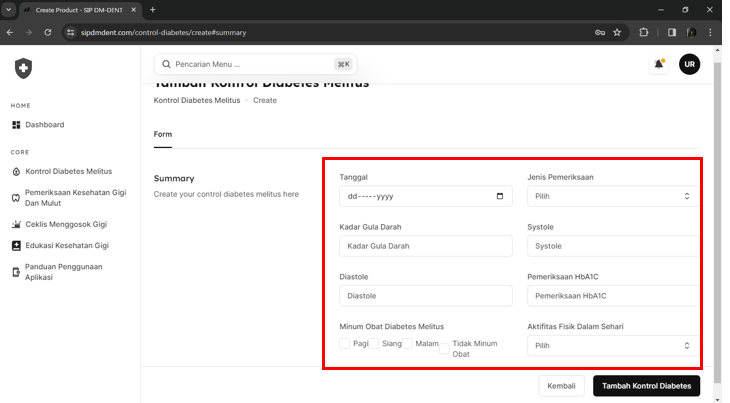 Create Product - SIP DM-DENT
sipdmdent.com/control-diabetes/create#summary
Pencarian Menu ...
⌘K
UR
Tambah Kontrol Diabetes Melitus
Kontrol Diabetes Melitus · Create
HOME
Dashboard
CORE
Kontrol Diabetes Melitus
Pemeriksaan Kesehatan Gigi
Dan Mulut
Ceklis Menggosok Gigi
Edukasi Kesehatan Gigi
Panduan Penggunaan
Aplikasi
Form
Summary
Create your control diabetes melitus here
Tanggal
Jenis Pemeriksaan
dd-----yyyy
Pilih
Kadar Gula Darah
Systole
Kadar Gula Darah
Systole
Diastole
Pemeriksaan HbA1C
Diastole
Pemeriksaan HbA1C
Minum Obat Diabetes Melitus
Aktifitas Fisik Dalam Sehari
Pagi Siang Malam Tidak Minum
Obat
Pilih
Kembali
Tambah Kontrol Diabetes